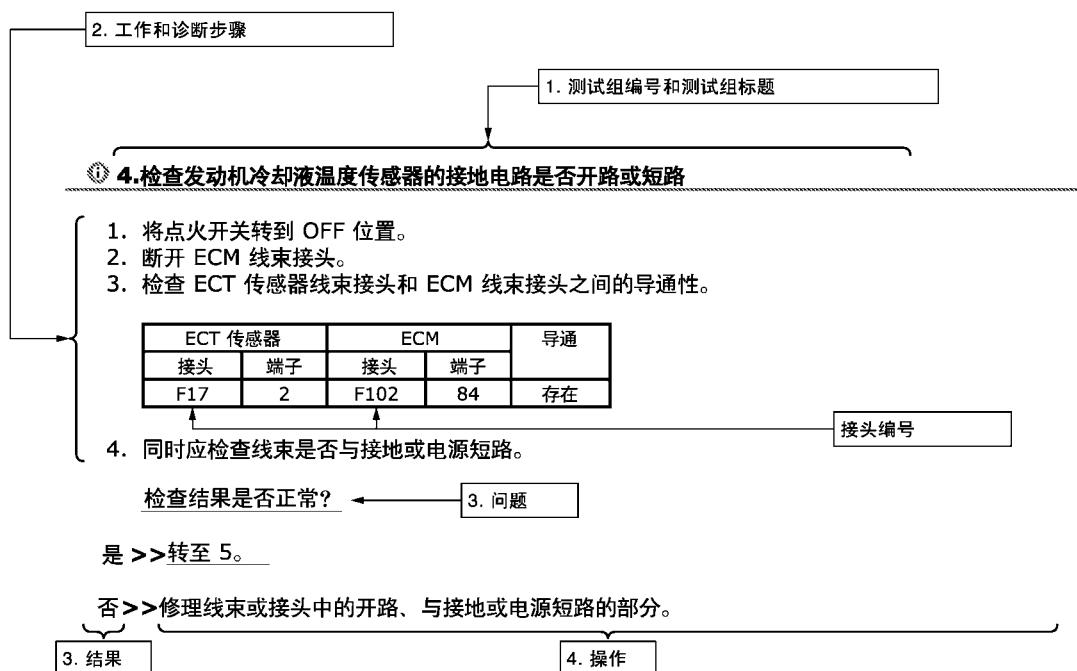 2. 工作和诊断步骤
1. 测试组编号和测试组标题
4.检查发动机冷却液温度传感器的接地电路是否开路或短路
1. 将点火开关转到 OFF 位置。
2. 断开 ECM 线束接头。
3. 检查 ECT 传感器线束接头和 ECM 线束接头之间的导通性。
ECT 传感器 ECM 导通
接头 端子 接头 端子
F17 2 F102 84 存在
接头编号
4. 同时应检查线束是否与接地或电源短路。
检查结果是否正常?
3. 问题
是 >>转至 5。
否>>修理线束或接头中的开路、与接地或电源短路的部分。
3. 结果
4. 操作